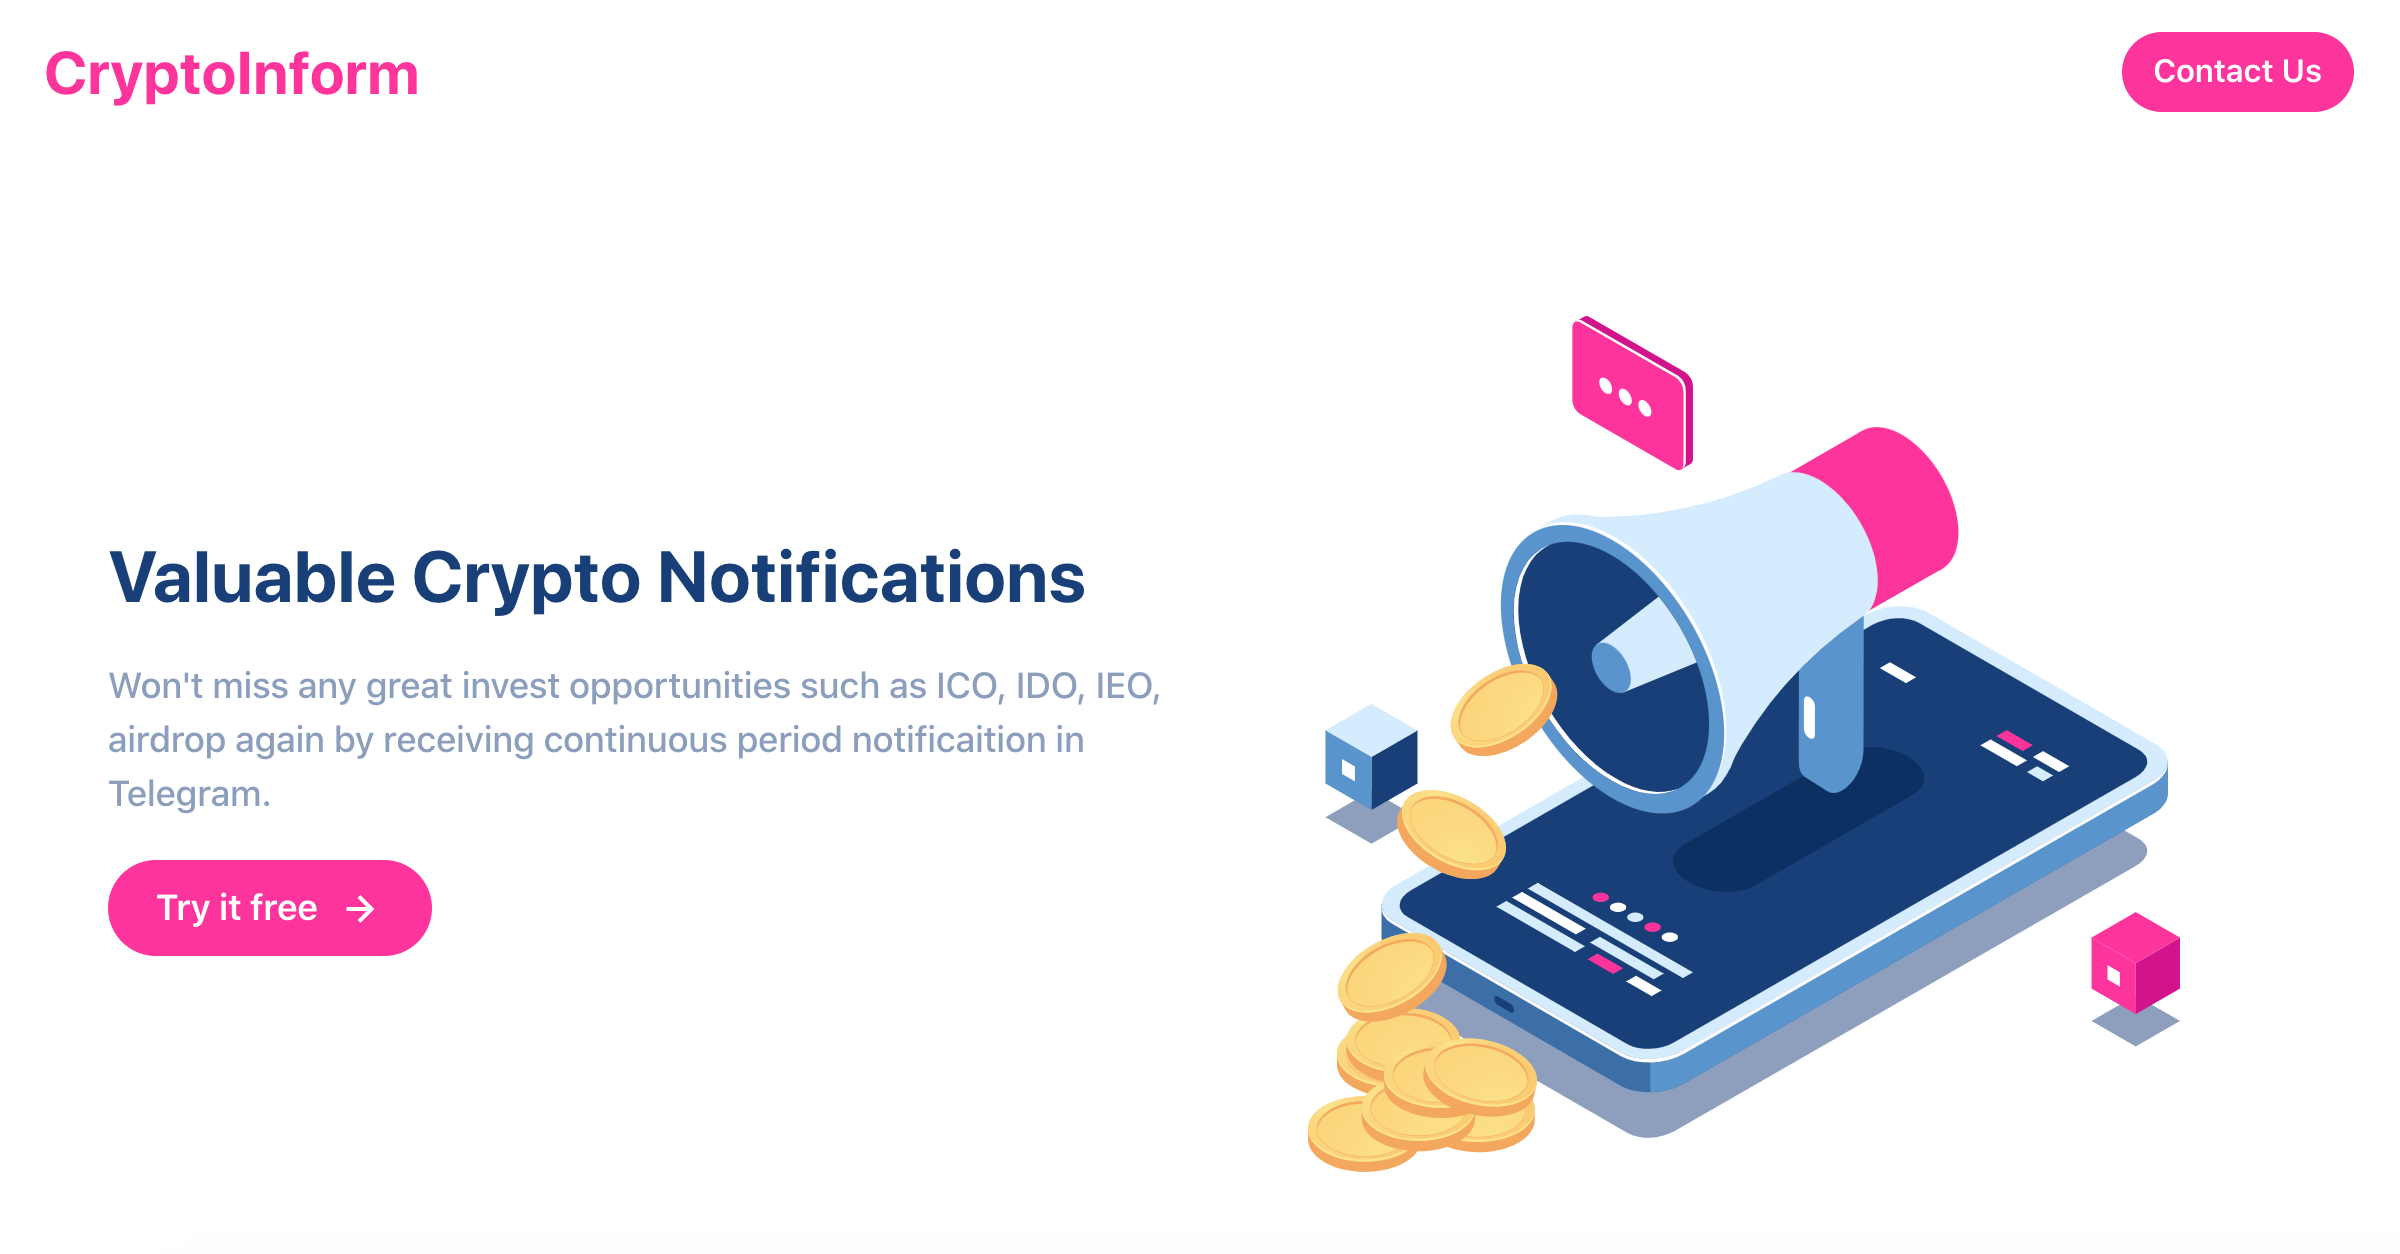 CryptoInform
Contact Us
Valuable Crypto Notifications
Won't miss any great invest opportunities such as ICO, IDO, IEO,
airdrop again by receiving continuous period notificaition in
Telegram.
Try it free